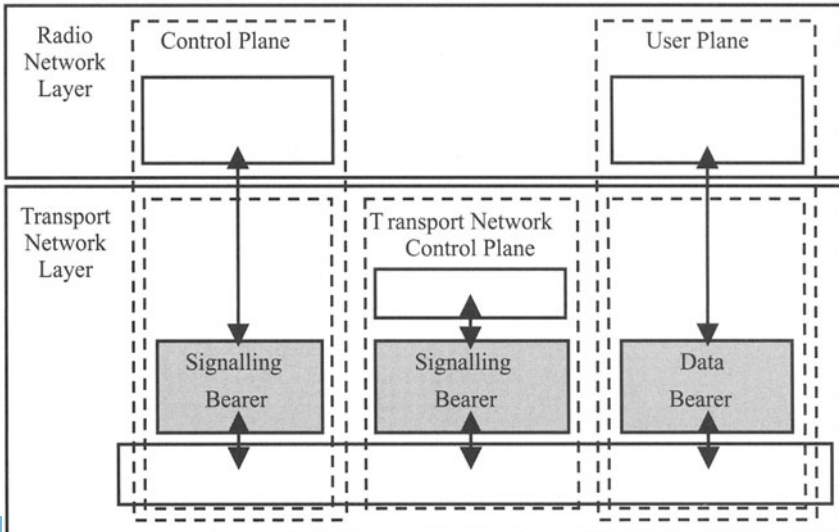 Radio
Network
Layer
Control Plane
User Plane
Transport
Network
Layer
Transport Network
Control Plane
Signalling
Bearer
Signalling
Bearer
Data
Bearer